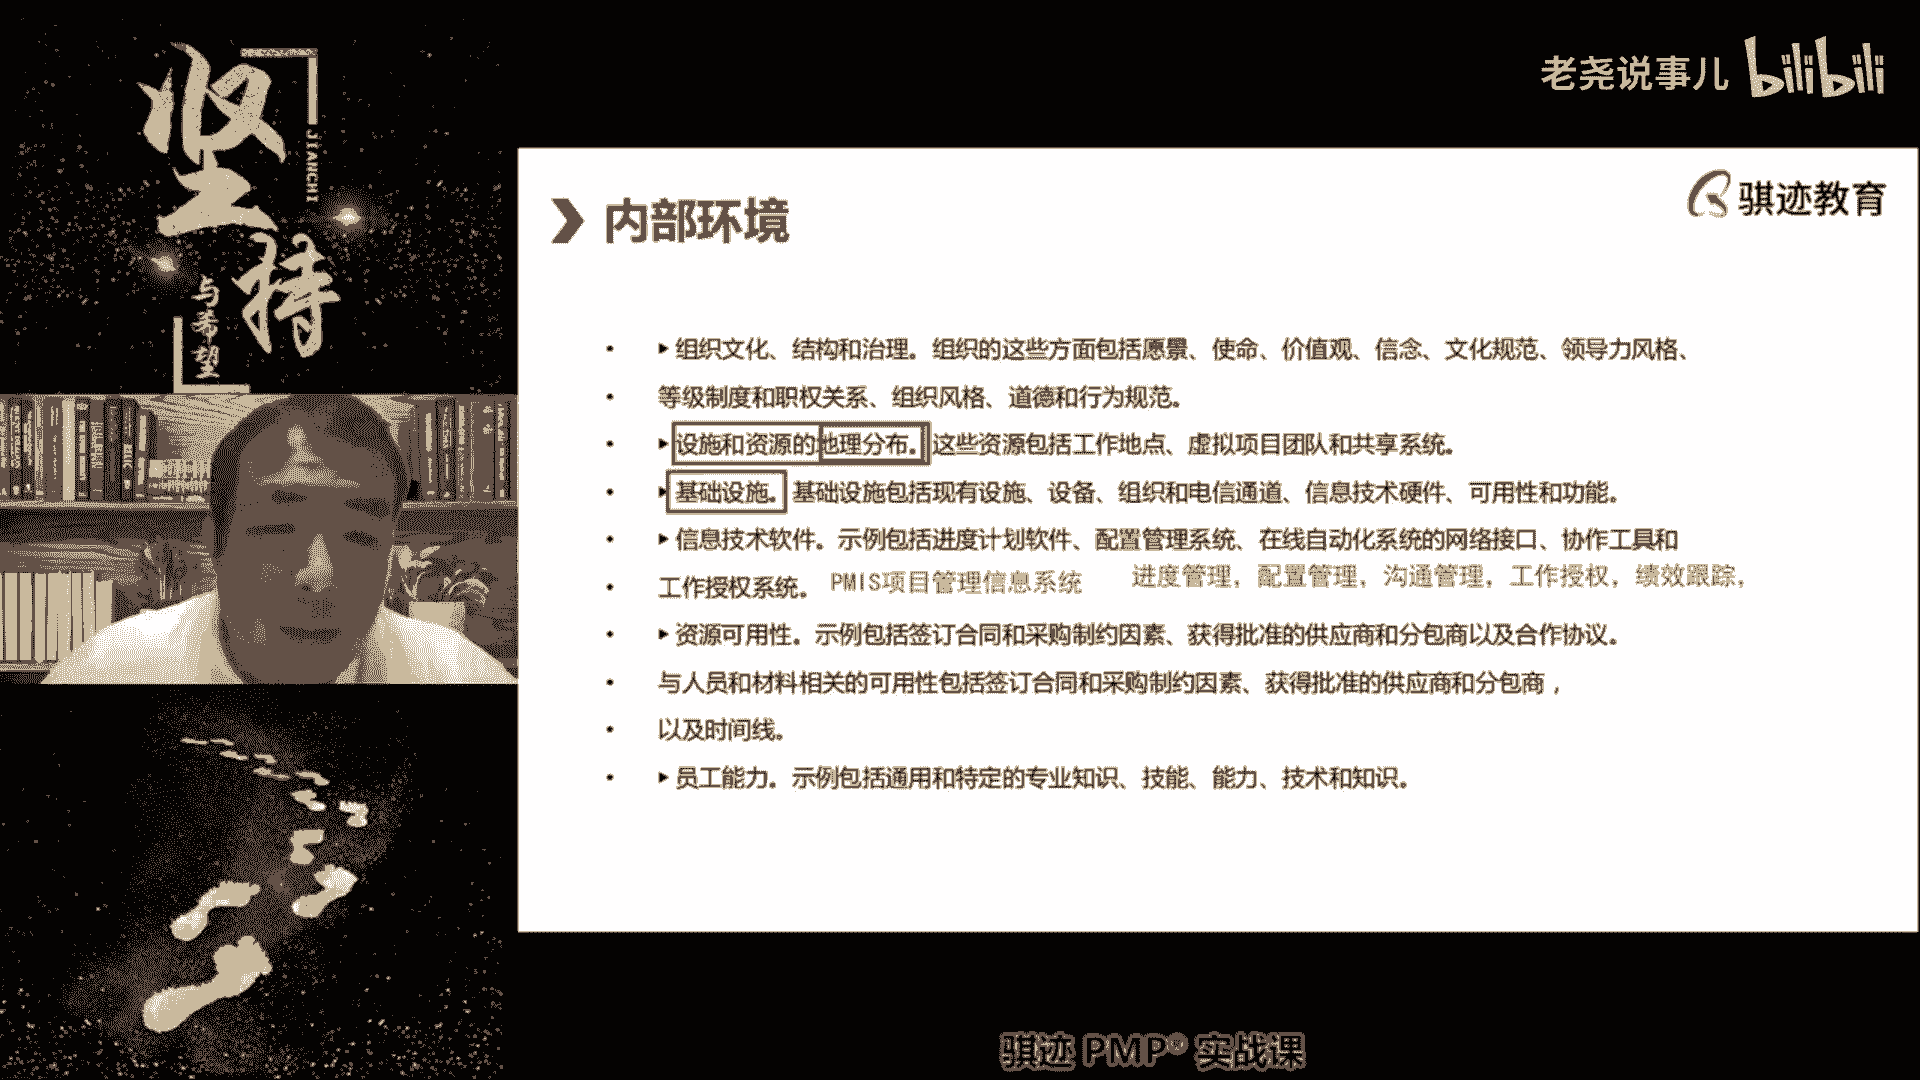 坚持
JIANCHI
与希望
老尧说事儿 bilibili
骐迹教育
内部环境
• ▸组织文化、结构和治理。组织的这些方面包括愿景、使命、价值观、信念、文化规范、领导力风格、
• 等级制度和职权关系、组织风格、道德和行为规范。
• ▸设施和资源的地理分布。这些资源包括工作地点、虚拟项目团队和共享系统。
• ▸基础设施。基础设施包括现有设施、设备、组织和电信通道、信息技术硬件、可用性和功能。
• ▸信息技术软件。示例包括进度计划软件、配置管理系统、在线自动化系统的网络接口、协作工具和
• 工作授权系统。 PMIS项目管理信息系统 进度管理，配置管理，沟通管理，工作授权，绩效跟踪，
• ▸资源可用性。示例包括签订合同和采购制约因素、获得批准的供应商和分包商以及合作协议。
• 与人员和材料相关的可用性包括签订合同和采购制约因素、获得批准的供应商和分包商，
• 以及时间线。
• ▸员工能力。示例包括通用和特定的专业知识、技能、能力、技术和知识。
骐迹 PMP® 实战课